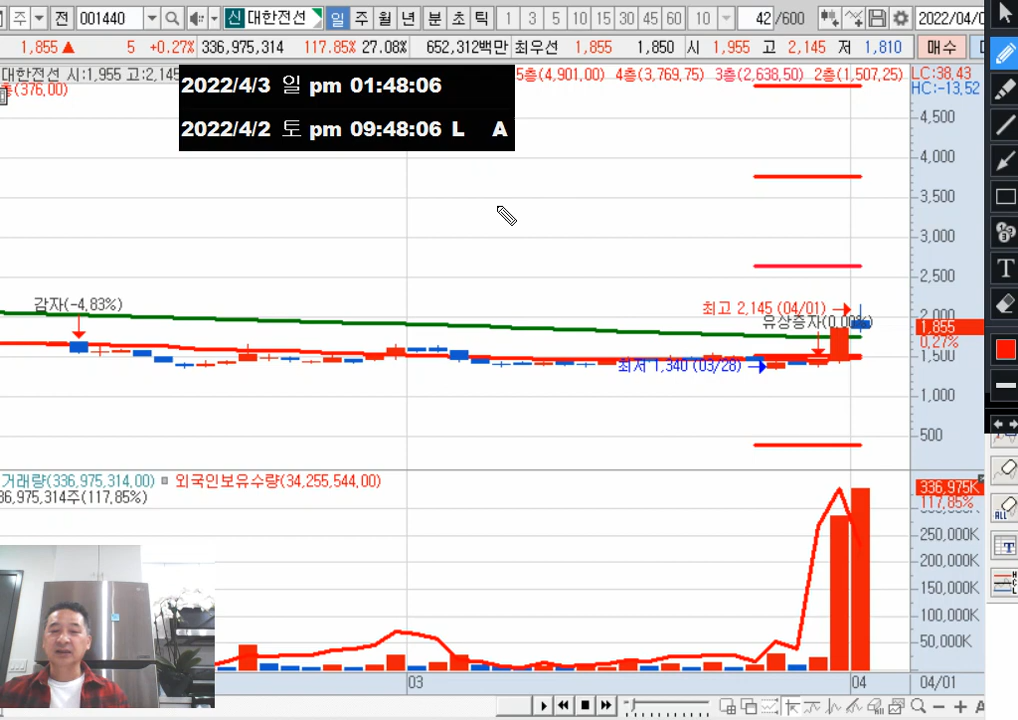 주 전 001440 신 대한전선 일 주 월 년 분 초 틱 1 3 5 10 15 30 45 60 10 42 /600 2022/04/0
1,855 ▲ 5 +0.27% 336,975,314 117.85% 27.08% 652,312백만 최우선 1,855 1,850 시 1,955 고 2,145 저 1,810 매수
대한전선 시:1,955 고:2,145 5층(4,901,00) 4층(3,769,75) 3층(2,638,50) 2층(1,507,25) LC:38,43
(376,00) HC:-13,52
2022/4/3 일 pm 01:48:06
2022/4/2 토 pm 09:48:06 L A
4,500
4,000
3,500
3,000
2,500
감자(-4,83%)
최고 2,145 (04/01)
2,000
유상증자(0,00%)
1,855
0,27%
1,500
최저 1,340 (03/28)
1,000
500
거래량(336,975,314,00) 외국인보유수량(34,255,544,00)
36,975,314주(117,85%)
336,975K
117,85%
250,000K
200,000K
150,000K
100,000K
50,000K
03 04 04/01